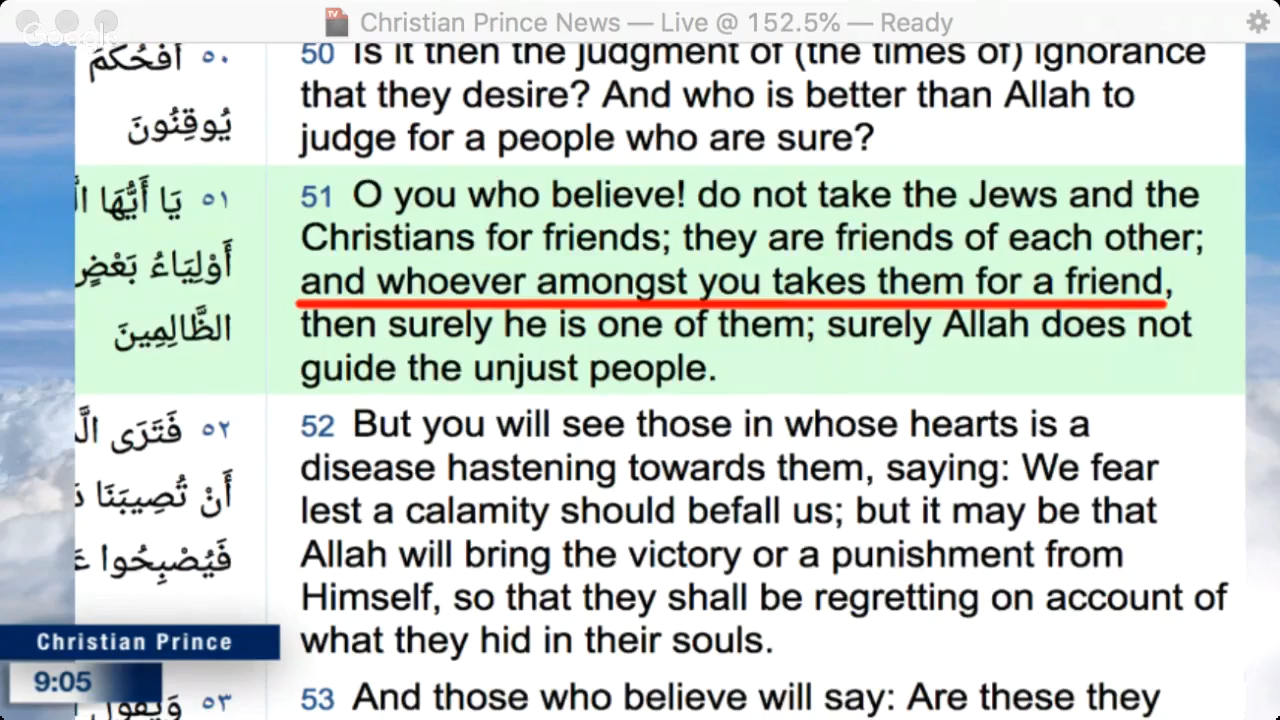 Christian Prince News — Live @ 152.5% — Ready
Google
٥٠ أَفَحُكْمَ
يُوقِنُونَ
50 Is it then the judgment of (the times of) ignorance
that they desire? And who is better than Allah to
judge for a people who are sure?
٥١ يَا أَيُّهَا
أَوْلِيَاءُ بَعْضٍ
الظَّالِمِينَ
51 O you who believe! do not take the Jews and the
Christians for friends; they are friends of each other;
and whoever amongst you takes them for a friend,
then surely he is one of them; surely Allah does not
guide the unjust people.
٥٢ فَتَرَى
أَنْ تُصِيبَنَا
فَيُصْبِحُوا
52 But you will see those in whose hearts is a
disease hastening towards them, saying: We fear
lest a calamity should befall us; but it may be that
Allah will bring the victory or a punishment from
Himself, so that they shall be regretting on account of
what they hid in their souls.
٥٣
53 And those who believe will say: Are these they
Christian Prince
9:05
TV